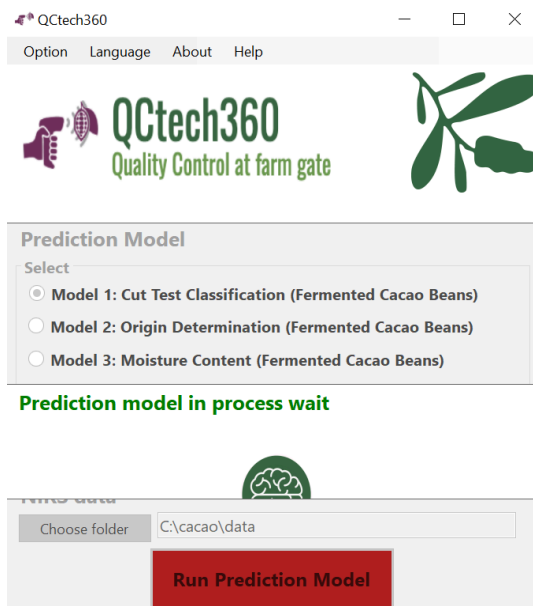 QCtech360
Option Language About Help
QCtech360
Quality Control at farm gate
Prediction Model
Select
Model 1: Cut Test Classification (Fermented Cacao Beans)
Model 2: Origin Determination (Fermented Cacao Beans)
Model 3: Moisture Content (Fermented Cacao Beans)
Prediction model in process wait
NIRS data
Choose folder C:\cacao\data
Run Prediction Model